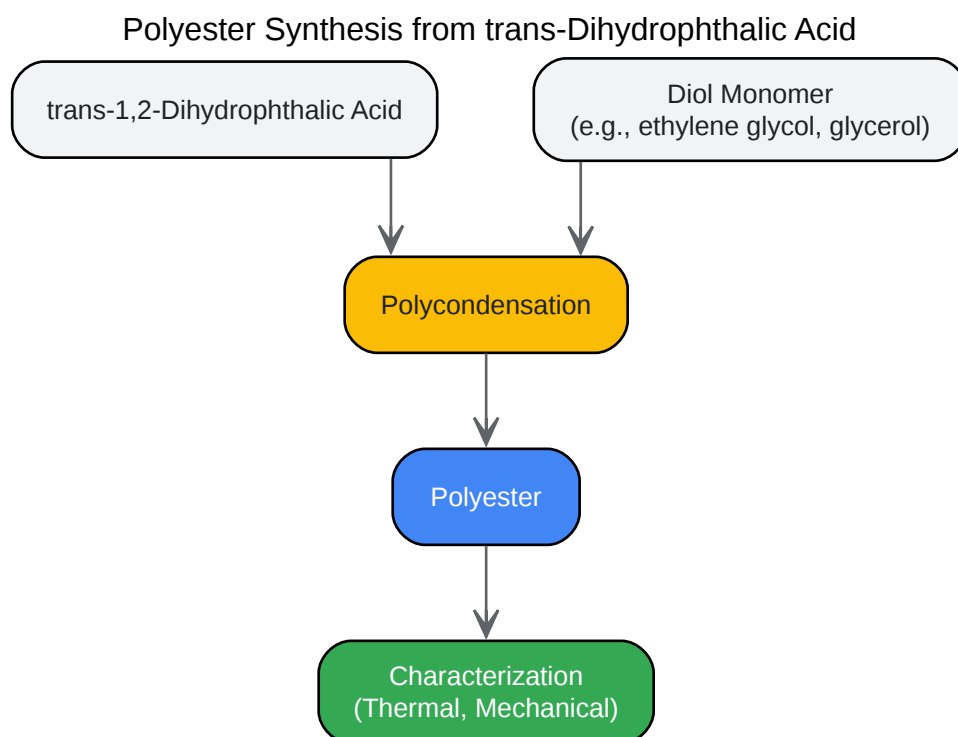 Polyester Synthesis from trans-Dihydrophthalic Acid
trans-1,2-Dihydrophthalic Acid
Diol Monomer
(e.g., ethylene glycol, glycerol)
Polycondensation
Polyester
Characterization
(Thermal, Mechanical)